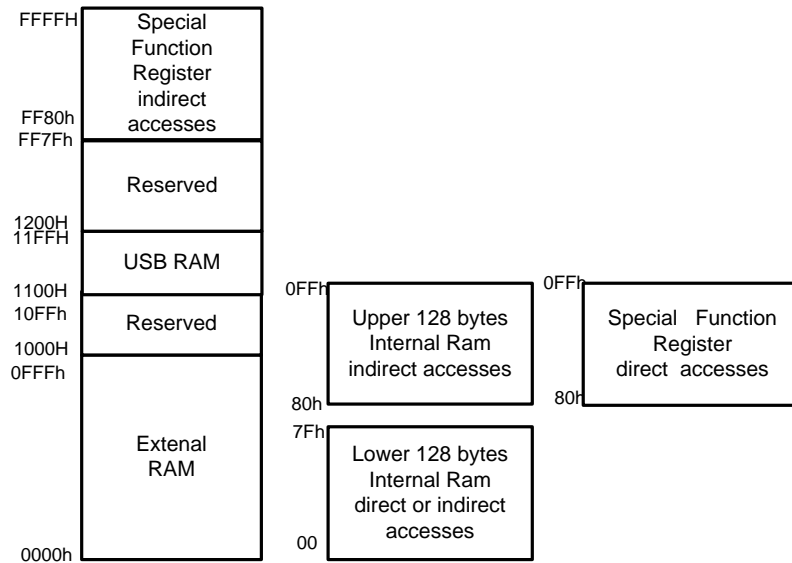 FFFFH
Special
Function
Register
indirect
accesses
FF80h
FF7Fh
Reserved
1200H
11FFH
USB RAM
1100H
10FFh
Reserved
1000H
0FFFh
Extenal
RAM
0000h
0FFh
Upper 128 bytes
Internal Ram
indirect accesses
80h
7Fh
Lower 128 bytes
Internal Ram
direct or indirect
accesses
00
0FFh
Special Function
Register
direct accesses
80h